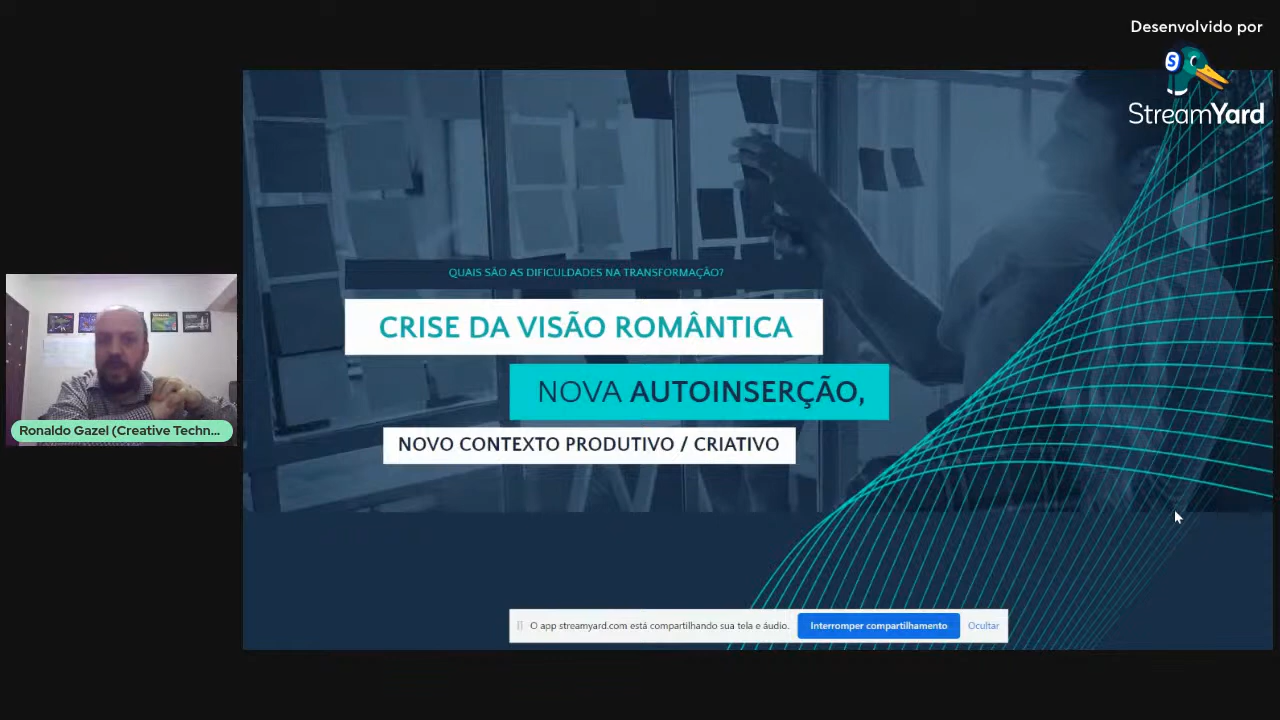 Desenvolvido por
StreamYard
QUAIS SÃO AS DIFICULDADES NA TRANSFORMAÇÃO?
CRISE DA VISÃO ROMÂNTICA
NOVA AUTOINSERÇÃO,
NOVO CONTEXTO PRODUTIVO / CRIATIVO
Ronaldo Gazel (Creative Techn...
O app streamyard.com está compartilhando sua tela e áudio.
Interromper compartilhamento
Ocultar